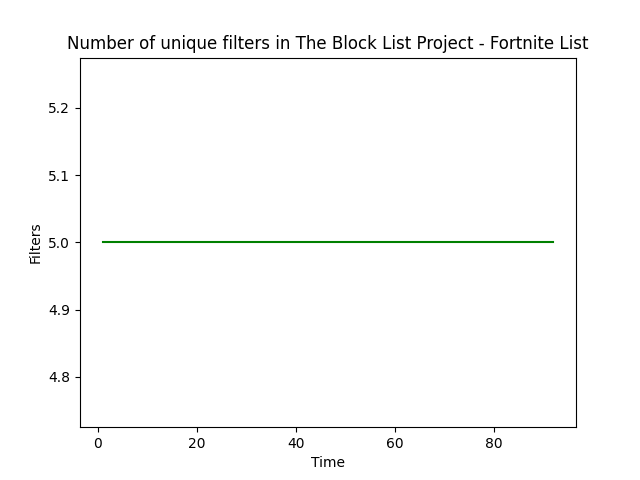 Number of unique filters in The Block List Project - Fortnite List
5.2
5.1
5.0
4.9
4.8
Filters
0 20 40 60 80
Time